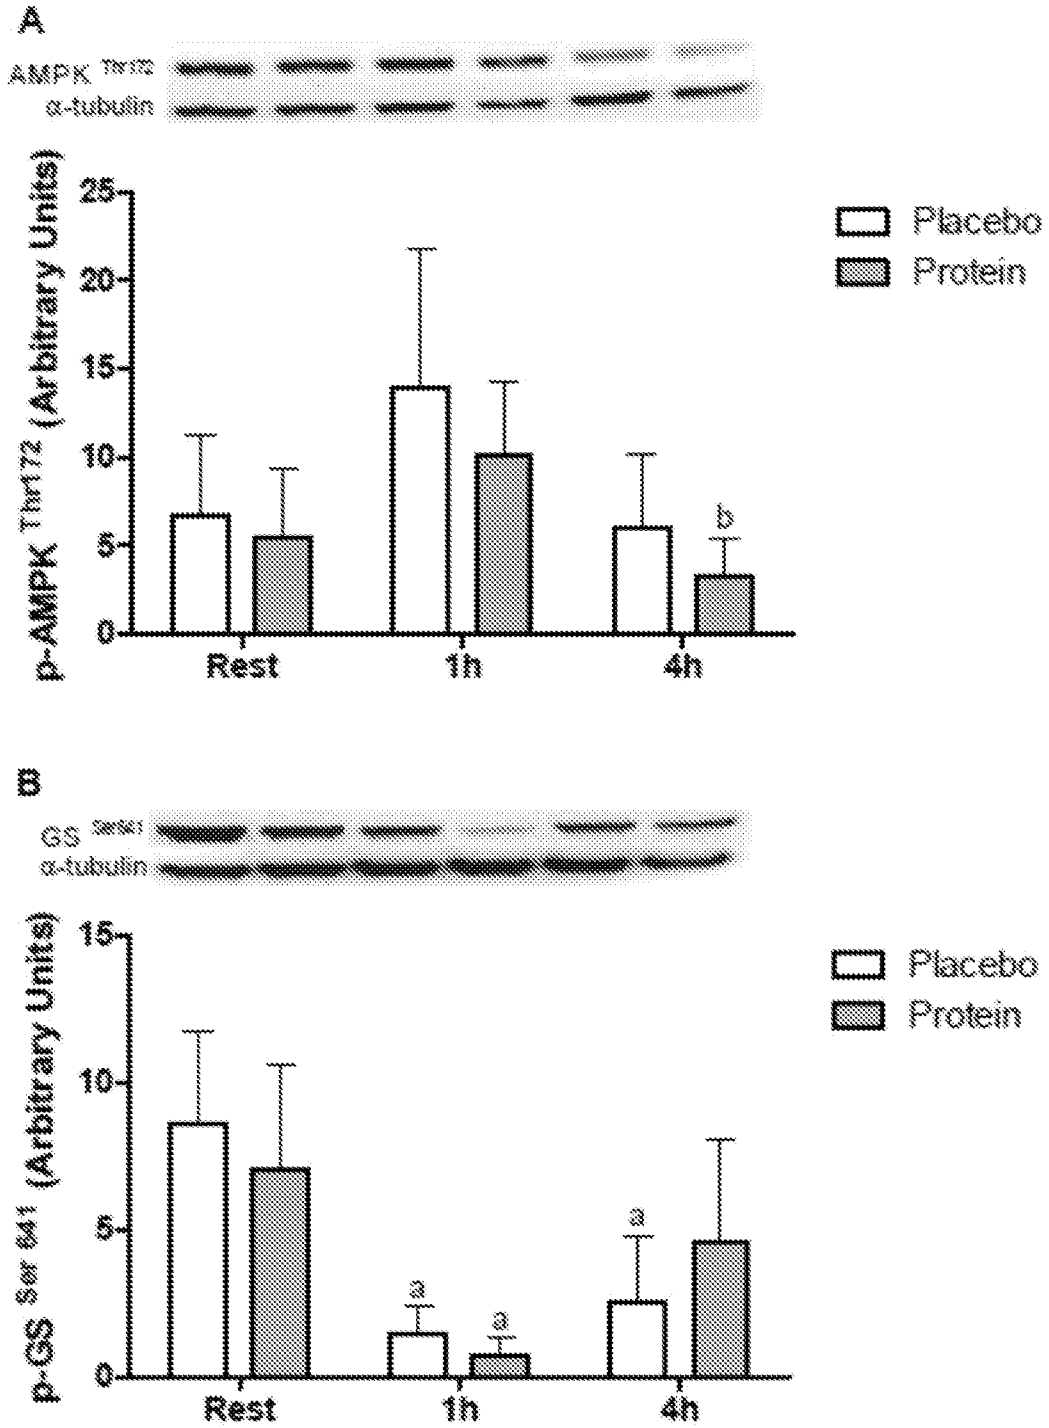 A
AMPK Thr172
α-tubulin
p-AMPK Thr172 (Arbitrary Units)
25
20
15
10
5
0
Placebo
Protein
b
Rest 1h 4h
B
GS Ser641
α-tubulin
p-GS Ser 641 (Arbitrary Units)
15
10
5
0
Placebo
Protein
a
a
a
Rest 1h 4h